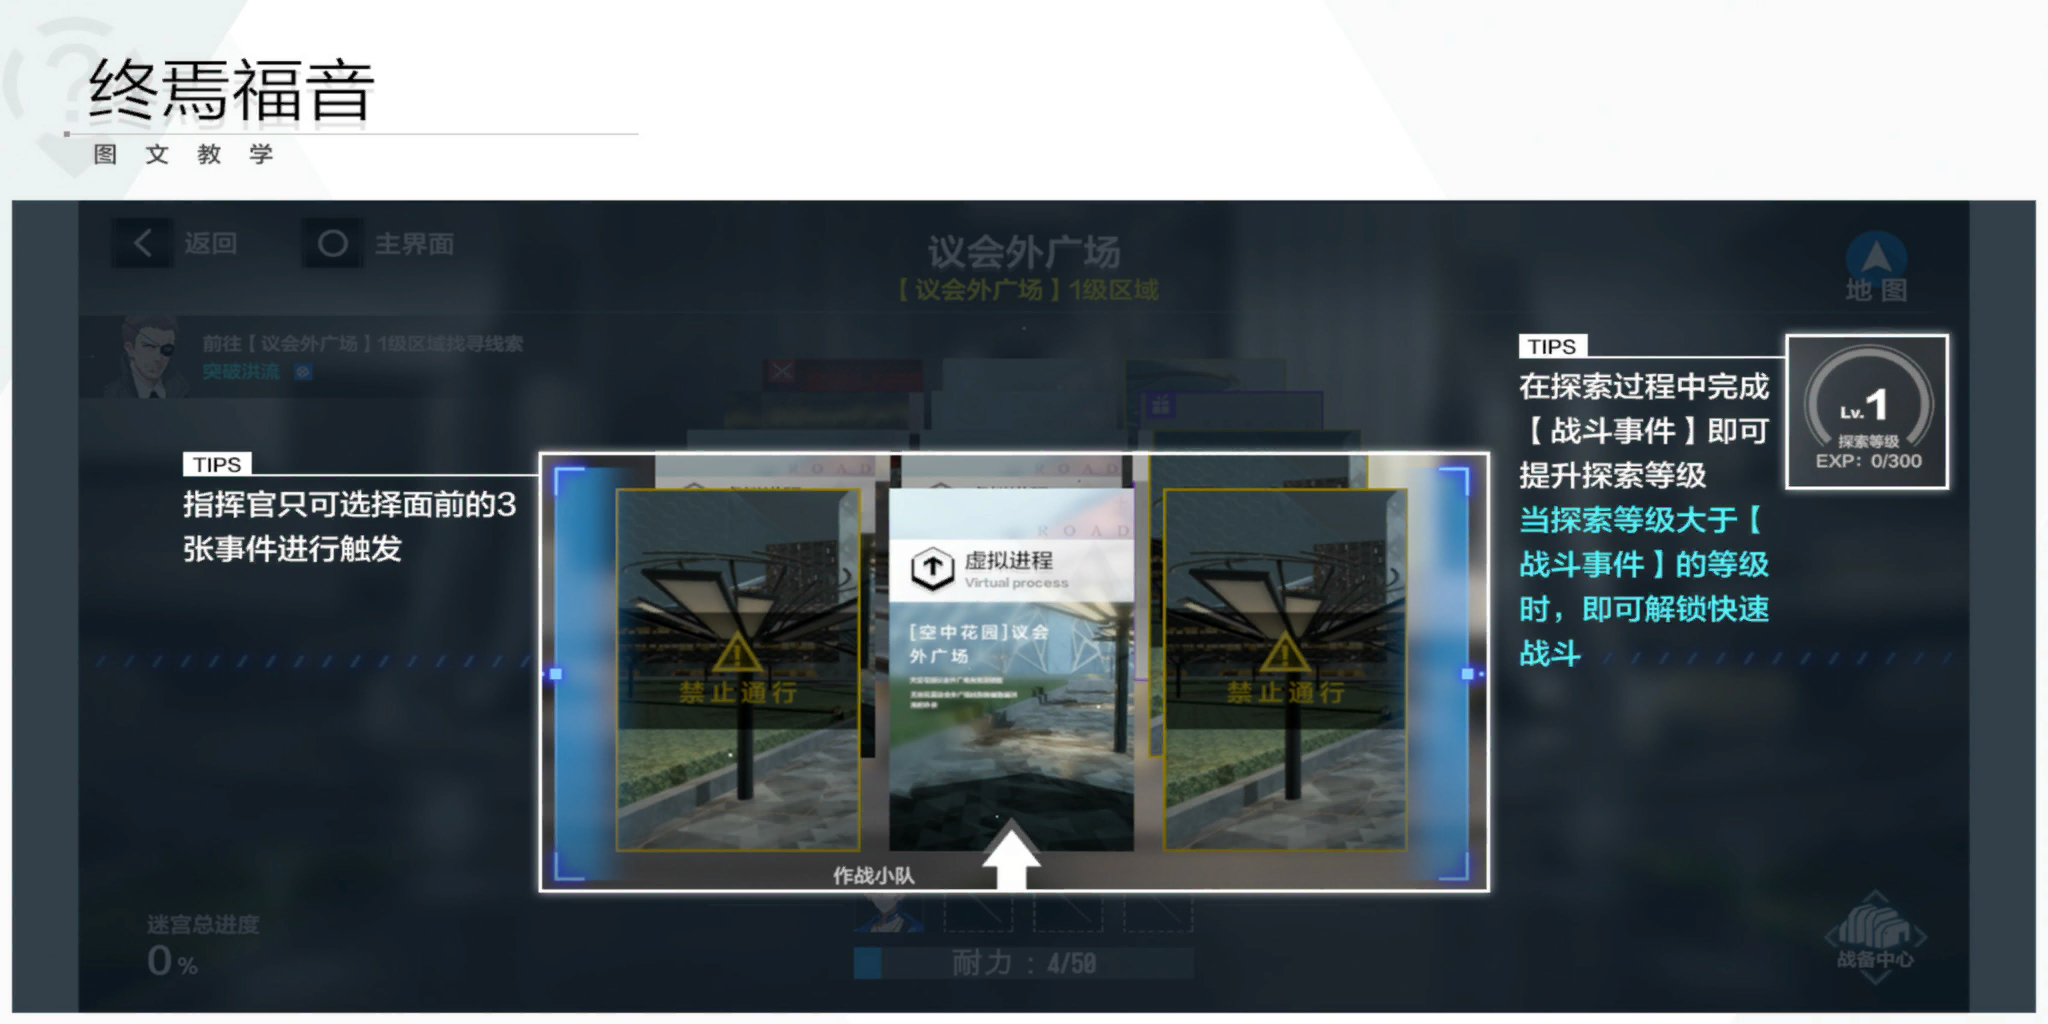 终焉福音
图文教学
返回
主界面
议会外广场
【议会外广场】1级区域
地图
前往【议会外广场】1级区域找寻线索
突破洪流
TIPS
指挥官只可选择面前的3
张事件进行触发
ROAD
ROAD
ROAD
虚拟进程
Virtual process
[空中花园]议会
外广场
禁止通行
禁止通行
作战小队
TIPS
在探索过程中完成
【战斗事件】即可
提升探索等级
当探索等级大于【
战斗事件】的等级
时，即可解锁快速
战斗
Lv.1
探索等级
EXP: 0/300
迷宫总进度
0%
耐力：4/50
战备中心